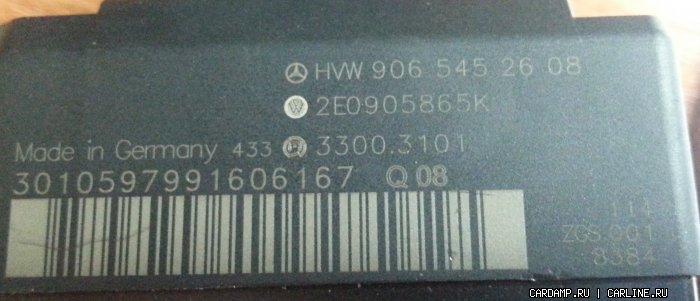 HVW 906 545 26 08
2E0905865K
Made in Germany 433 3300.3101
3010597991606167 Q 08
111
ZGS.001
8384
CARDAMP.RU | CARLINE.RU